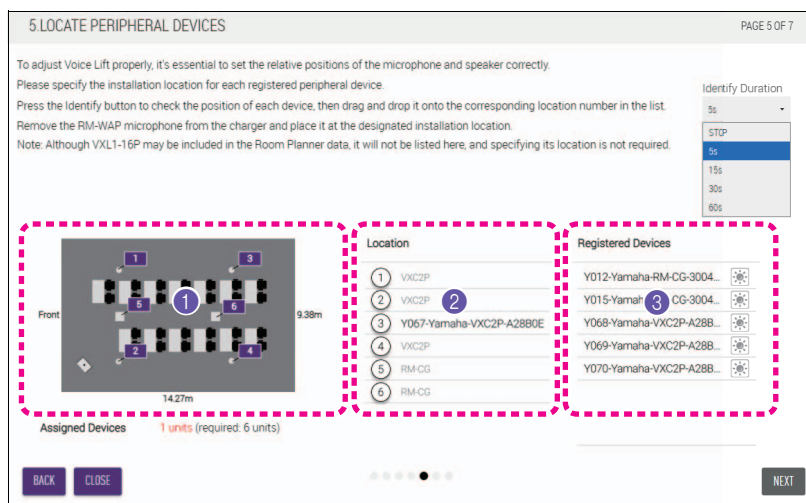 5.LOCATE PERIPHERAL DEVICES
PAGE 5 OF 7
To adjust Voice Lift properly, it's essential to set the relative positions of the microphone and speaker correctly.
Please specify the installation location for each registered peripheral device.
Press the Identify button to check the position of each device, then drag and drop it onto the corresponding location number in the list.
Remove the RM-WAP microphone from the charger and place it at the designated installation location.
Note: Although VXL1-16P may be included in the Room Planner data, it will not be listed here, and specifying its location is not required.
Identify Duration
5s
STOP
5s
15s
30s
60s
1
3
5
1
6
2
4
Front
9.38m
14.27m
Assigned Devices 1 units (required: 6 units)
Location
1 VXC2P
2 VXC2P
2
3 Y067-Yamaha-VXC2P-A28B0E
4 VXC2P
5 RM-CG
6 RM-CG
Registered Devices
Y012-Yamaha-RM-CG-3004...
Y015-Yamah CG-3004...
3
Y068-Yamaha-VXC2P-A28B...
Y069-Yamaha-VXC2P-A28B...
Y070-Yamaha-VXC2P-A28B...
BACK
CLOSE
NEXT